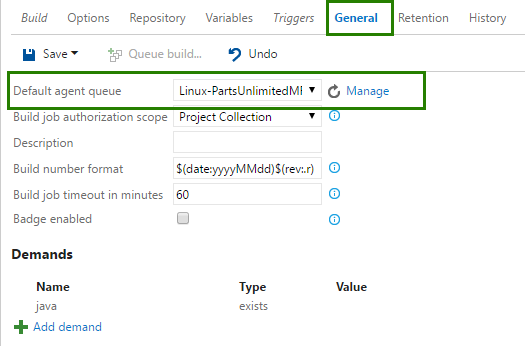 Build Options Repository Variables Triggers General Retention History
Save Queue build... Undo
Default agent queue Linux-PartsUnlimitedMR Manage
Build job authorization scope Project Collection
Description
Build number format $(date:yyyyMMdd)$(rev:.r)
Build job timeout in minutes 60
Badge enabled
Demands
Name Type Value
java exists
Add demand